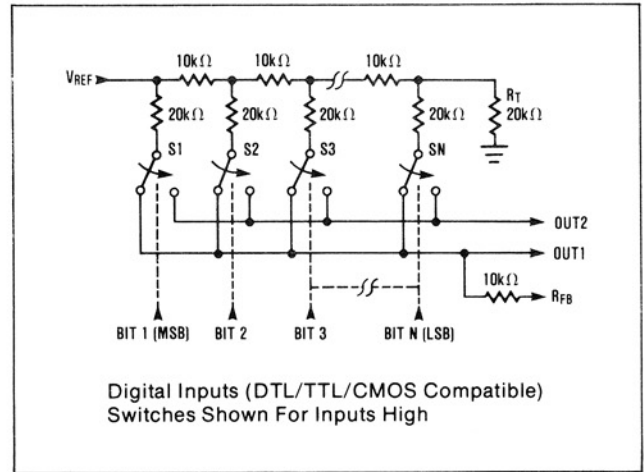 10kΩ 10kΩ 10kΩ
VREF
20kΩ 20kΩ 20kΩ 20kΩ RT 20kΩ
S1 S2 S3 SN
OUT2
OUT1
10kΩ
RFB
BIT 1 (MSB) BIT 2 BIT 3 BIT N (LSB)
Digital Inputs (DTL/TTL/CMOS Compatible)
Switches Shown For Inputs High